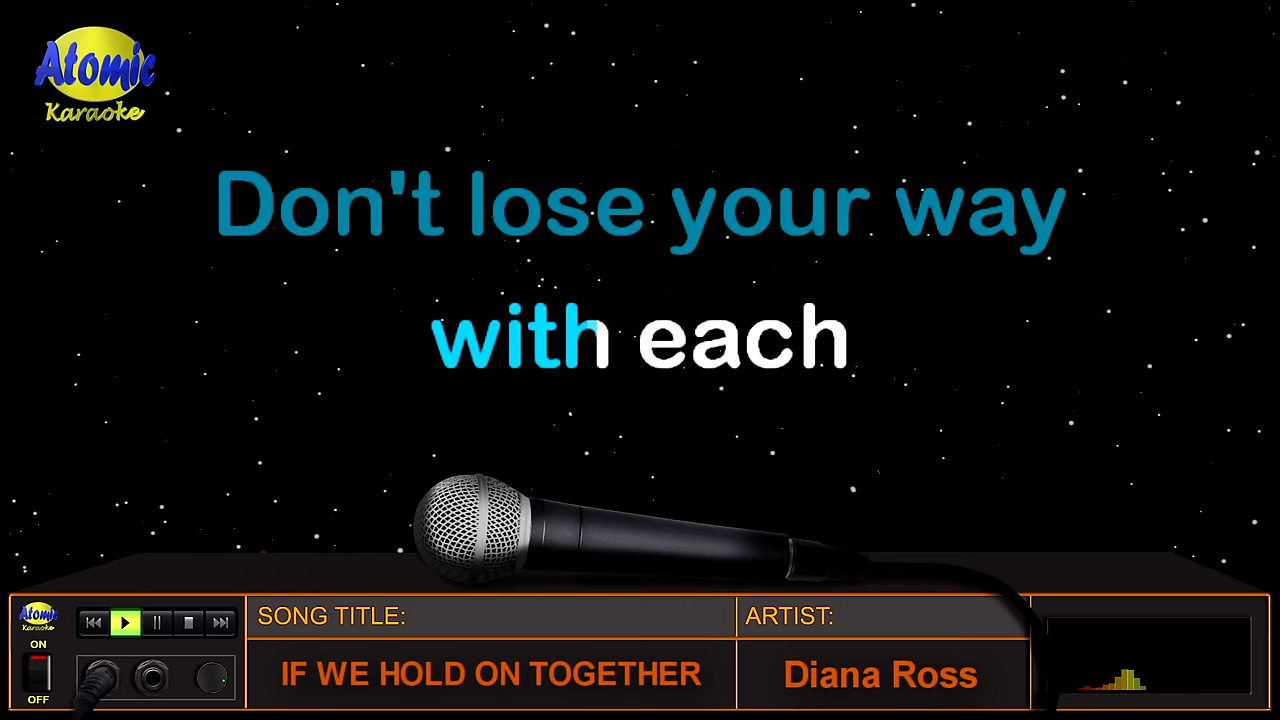 Atomic
Karaoke
Don't lose your way
with each
Atomic
Karaoke
ON
OFF
SONG TITLE:
IF WE HOLD ON TOGETHER
ARTIST:
Diana Ross